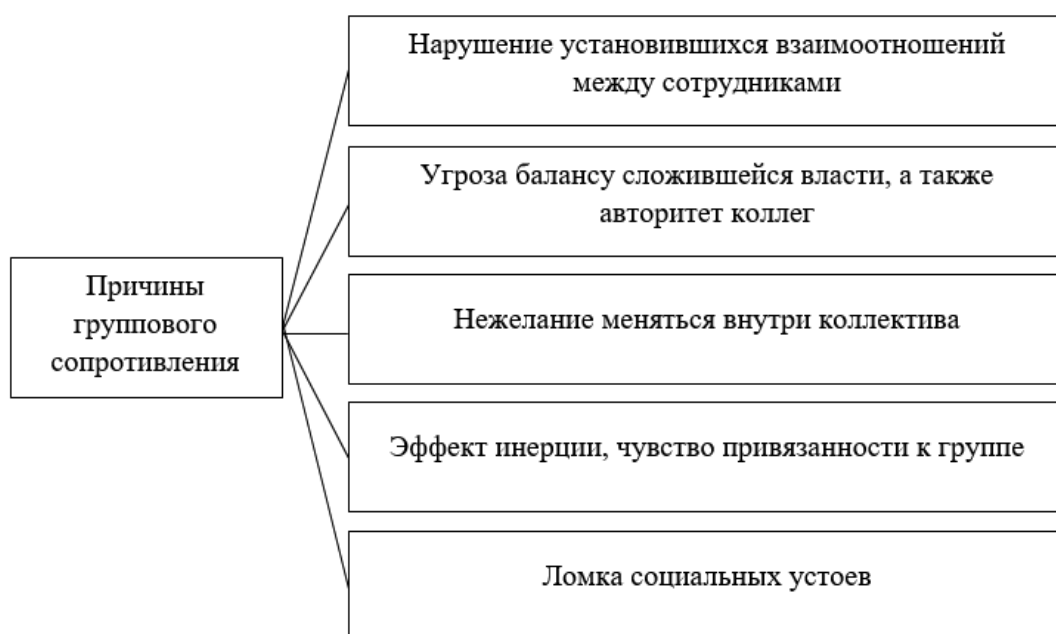 Нарушение установившихся взаимоотношений
между сотрудниками
Угроза балансу сложившейся власти, а также
авторитет коллег
Причины
группового
сопротивления
Нежелание меняться внутри коллектива
Эффект инерции, чувство привязанности к группе
Ломка социальных устоев